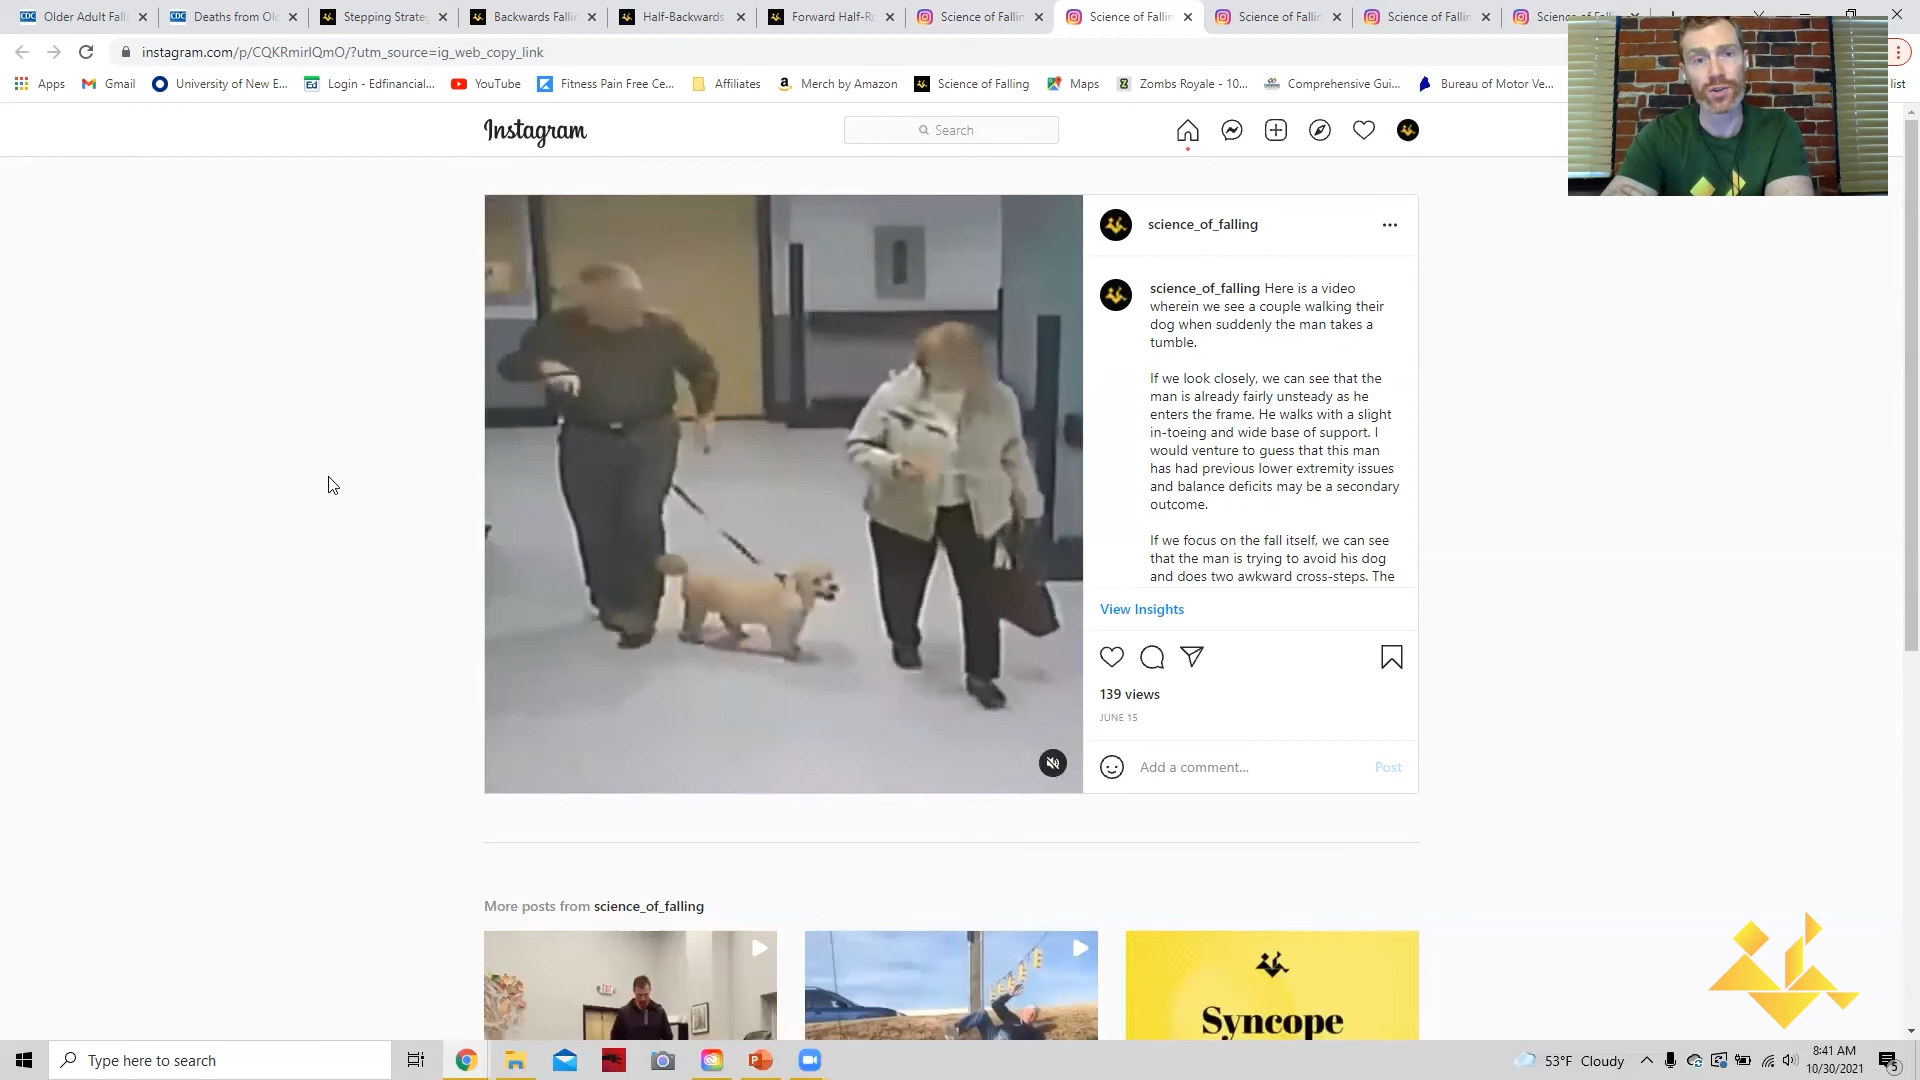 Older Adult Fall
Deaths from Ol
Stepping Strate
Backwards Fallin
Half-Backwards
Forward Half-R
Science of Fallin
Science of Fallin
Science of Fallin
Science of Fallin
Science of Fallin
instagram.com/p/CQKRmirlQmO/?utm_source=ig_web_copy_link
Apps
Gmail
University of New E...
Login - Edfinancial...
YouTube
Fitness Pain Free Ce...
Affiliates
Merch by Amazon
Science of Falling
Maps
Zombs Royale - 10...
Comprehensive Gui...
Bureau of Motor Ve...
list
Instagram
Search
science_of_falling
science_of_falling Here is a video
wherein we see a couple walking their
dog when suddenly the man takes a
tumble.
If we look closely, we can see that the
man is already fairly unsteady as he
enters the frame. He walks with a slight
in-toeing and wide base of support. I
would venture to guess that this man
has had previous lower extremity issues
and balance deficits may be a secondary
outcome.
If we focus on the fall itself, we can see
that the man is trying to avoid his dog
and does two awkward cross-steps. The
View Insights
139 views
JUNE 15
Add a comment...
Post
More posts from science_of_falling
Syncope
Type here to search
53°F Cloudy
8:41 AM
10/30/2021
5